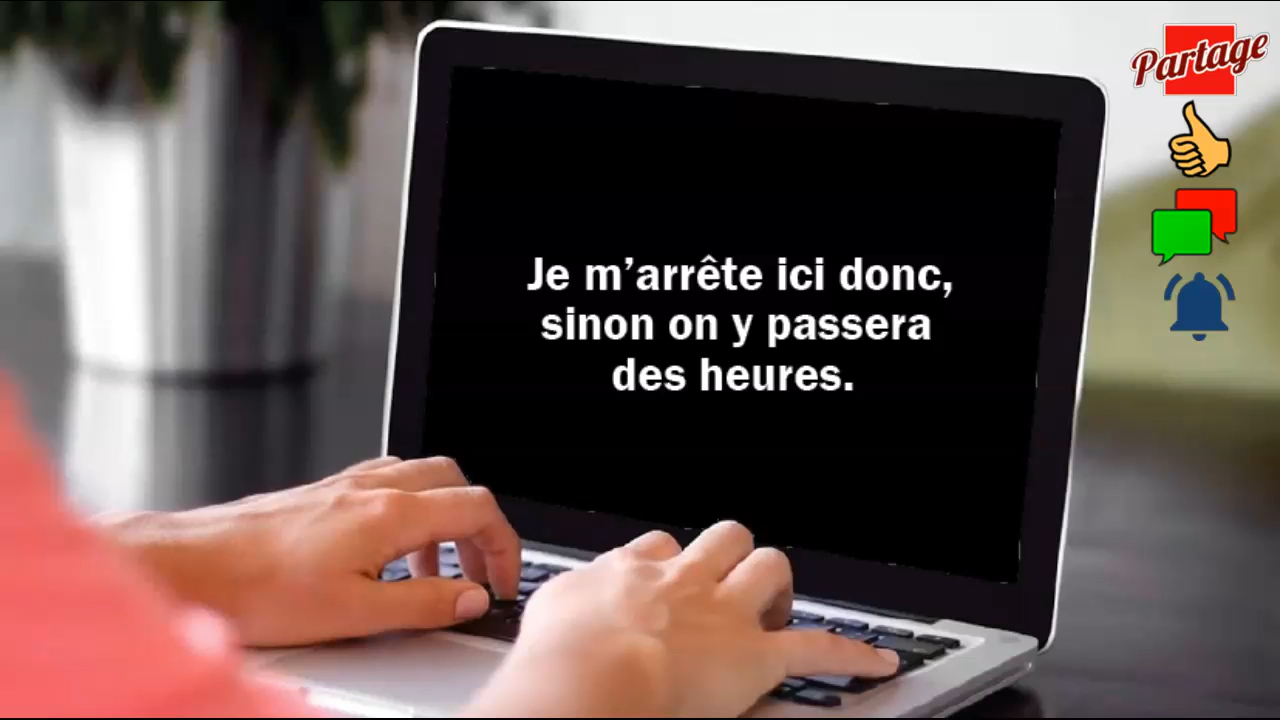 Partage
Je m’arrête ici donc,
sinon on y passera
des heures.